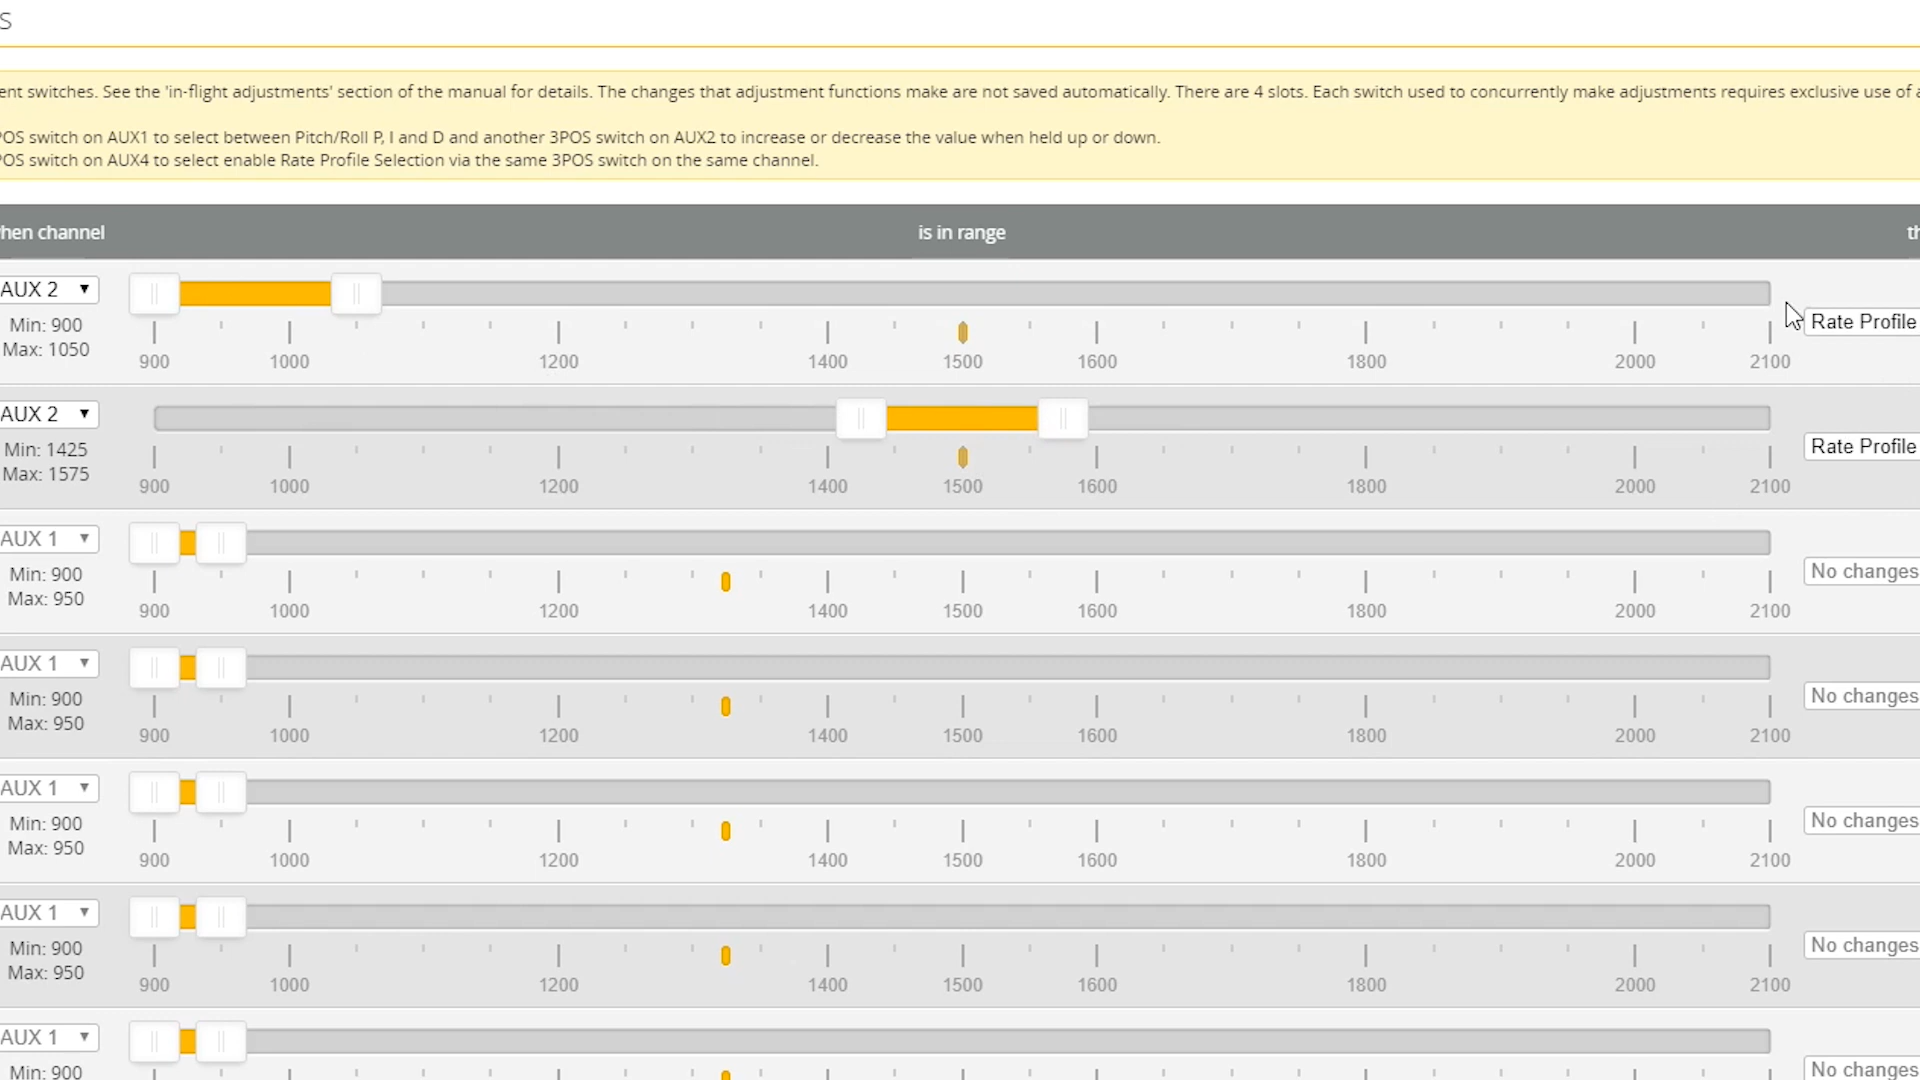 S
ent switches. See the 'in-flight adjustments' section of the manual for details. The changes that adjustment functions make are not saved automatically. There are 4 slots. Each switch used to concurrently make adjustments requires exclusive use of a
POS switch on AUX1 to select between Pitch/Roll P, I and D and another 3POS switch on AUX2 to increase or decrease the value when held up or down.
POS switch on AUX4 to select enable Rate Profile Selection via the same 3POS switch on the same channel.
hen channel is in range th
AUX 2
Min: 900 Rate Profile
Max: 1050
900 1000 1200 1400 1500 1600 1800 2000 2100
AUX 2
Min: 1425 Rate Profile
Max: 1575
900 1000 1200 1400 1500 1600 1800 2000 2100
AUX 1
Min: 900 No changes
Max: 950
900 1000 1200 1400 1500 1600 1800 2000 2100
AUX 1
Min: 900 No changes
Max: 950
900 1000 1200 1400 1500 1600 1800 2000 2100
AUX 1
Min: 900 No changes
Max: 950
900 1000 1200 1400 1500 1600 1800 2000 2100
AUX 1
Min: 900 No changes
Max: 950
900 1000 1200 1400 1500 1600 1800 2000 2100
AUX 1
Min: 900 No changes